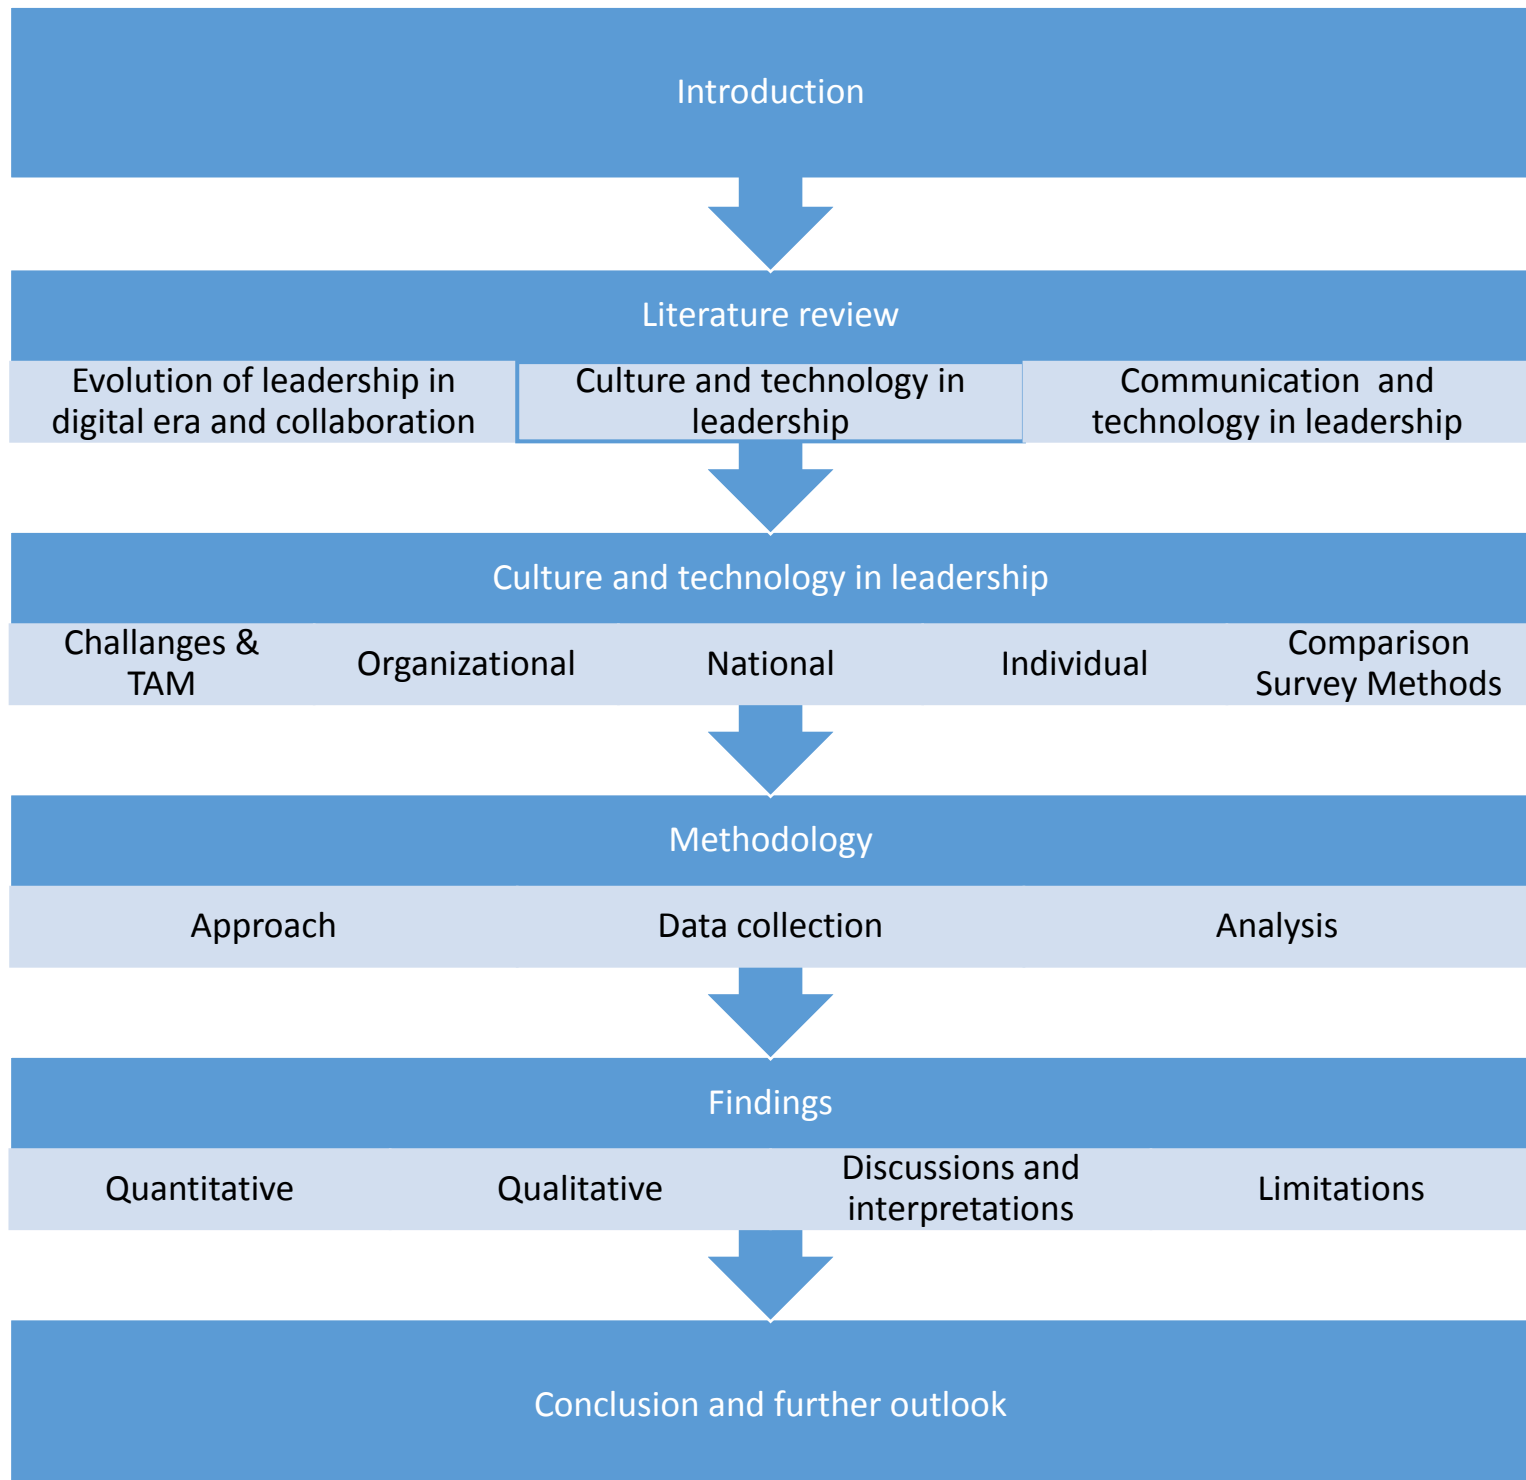 Introduction
Literature review
Evolution of leadership in
digital era and collaboration
Culture and technology in
leadership
Communication and
technology in leadership
Culture and technology in leadership
Challanges &
TAM
Organizational
National
Individual
Comparison
Survey Methods
Methodology
Approach
Data collection
Analysis
Findings
Quantitative
Qualitative
Discussions and
interpretations
Limitations
Conclusion and further outlook